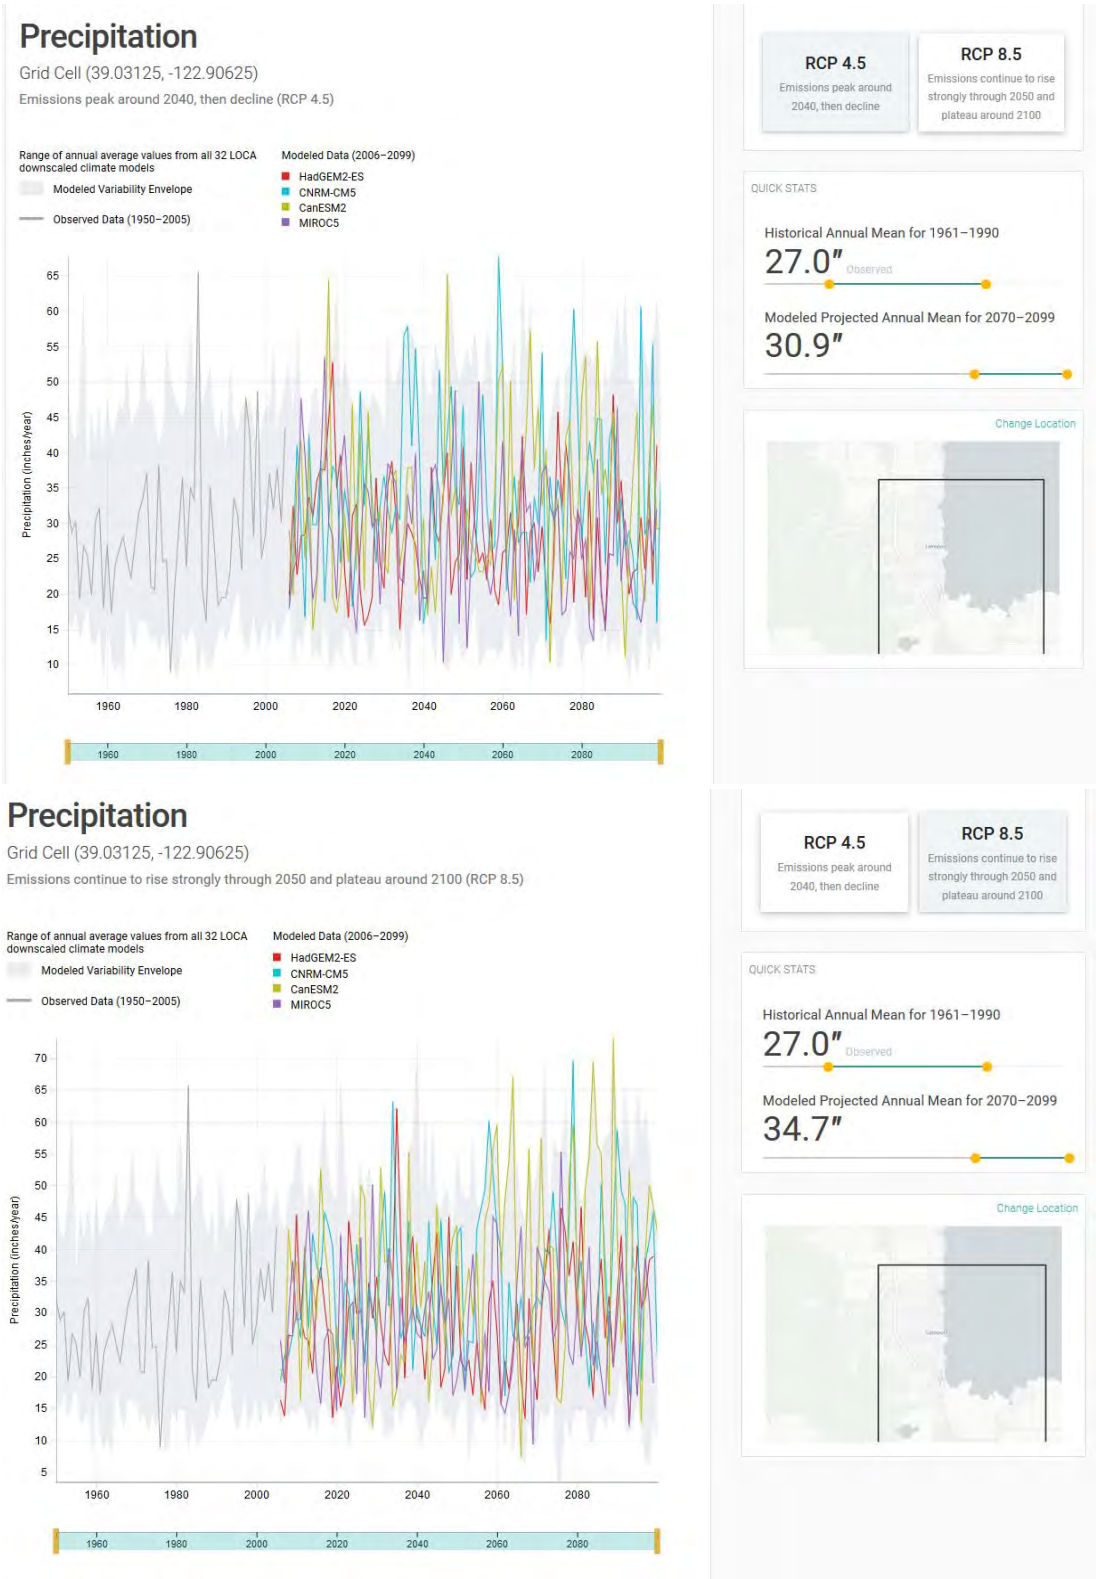 Precipitation
Grid Cell (39.03125, -122.90625)
Emissions peak around 2040, then decline (RCP 4.5)
Range of annual average values from all 32 LOCA
downscaled climate models
Modeled Variability Envelope
Observed Data (1950–2005)
Modeled Data (2006–2099)
HadGEM2-ES
CNRM-CM5
CanESM2
MIROC5
Precipitation (inches/year)
65
60
55
50
45
40
35
30
25
20
15
10
1960 1980 2000 2020 2040 2060 2080
1960 1980 2000 2020 2040 2060 2080
RCP 4.5
Emissions peak around
2040, then decline
RCP 8.5
Emissions continue to rise
strongly through 2050 and
plateau around 2100
QUICK STATS
Historical Annual Mean for 1961–1990
27.0″ Observed
Modeled Projected Annual Mean for 2070–2099
30.9″
Change Location
Precipitation
Grid Cell (39.03125, -122.90625)
Emissions continue to rise strongly through 2050 and plateau around 2100 (RCP 8.5)
Range of annual average values from all 32 LOCA
downscaled climate models
Modeled Variability Envelope
Observed Data (1950–2005)
Modeled Data (2006–2099)
HadGEM2-ES
CNRM-CM5
CanESM2
MIROC5
Precipitation (inches/year)
70
65
60
55
50
45
40
35
30
25
20
15
10
5
1960 1980 2000 2020 2040 2060 2080
1960 1980 2000 2020 2040 2060 2080
RCP 4.5
Emissions peak around
2040, then decline
RCP 8.5
Emissions continue to rise
strongly through 2050 and
plateau around 2100
QUICK STATS
Historical Annual Mean for 1961–1990
27.0″ Observed
Modeled Projected Annual Mean for 2070–2099
34.7″
Change Location